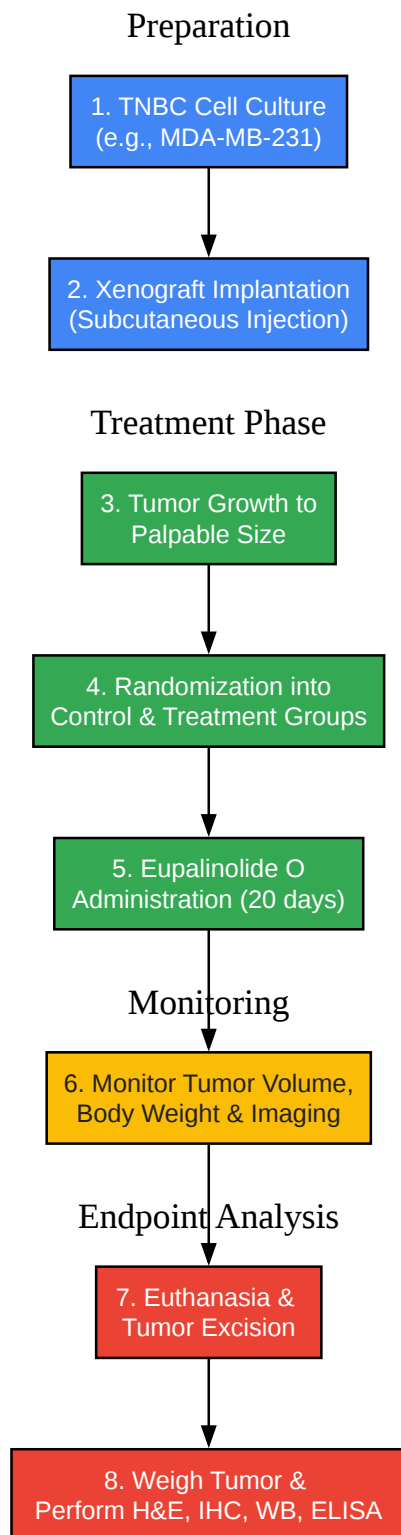 Preparation
1. TNBC Cell Culture
(e.g., MDA-MB-231)
2. Xenograft Implantation
(Subcutaneous Injection)
Treatment Phase
3. Tumor Growth to
Palpable Size
4. Randomization into
Control & Treatment Groups
5. Eupalinolide O
Administration (20 days)
Monitoring
6. Monitor Tumor Volume,
Body Weight & Imaging
Endpoint Analysis
7. Euthanasia &
Tumor Excision
8. Weigh Tumor &
Perform H&E, IHC, WB, ELISA